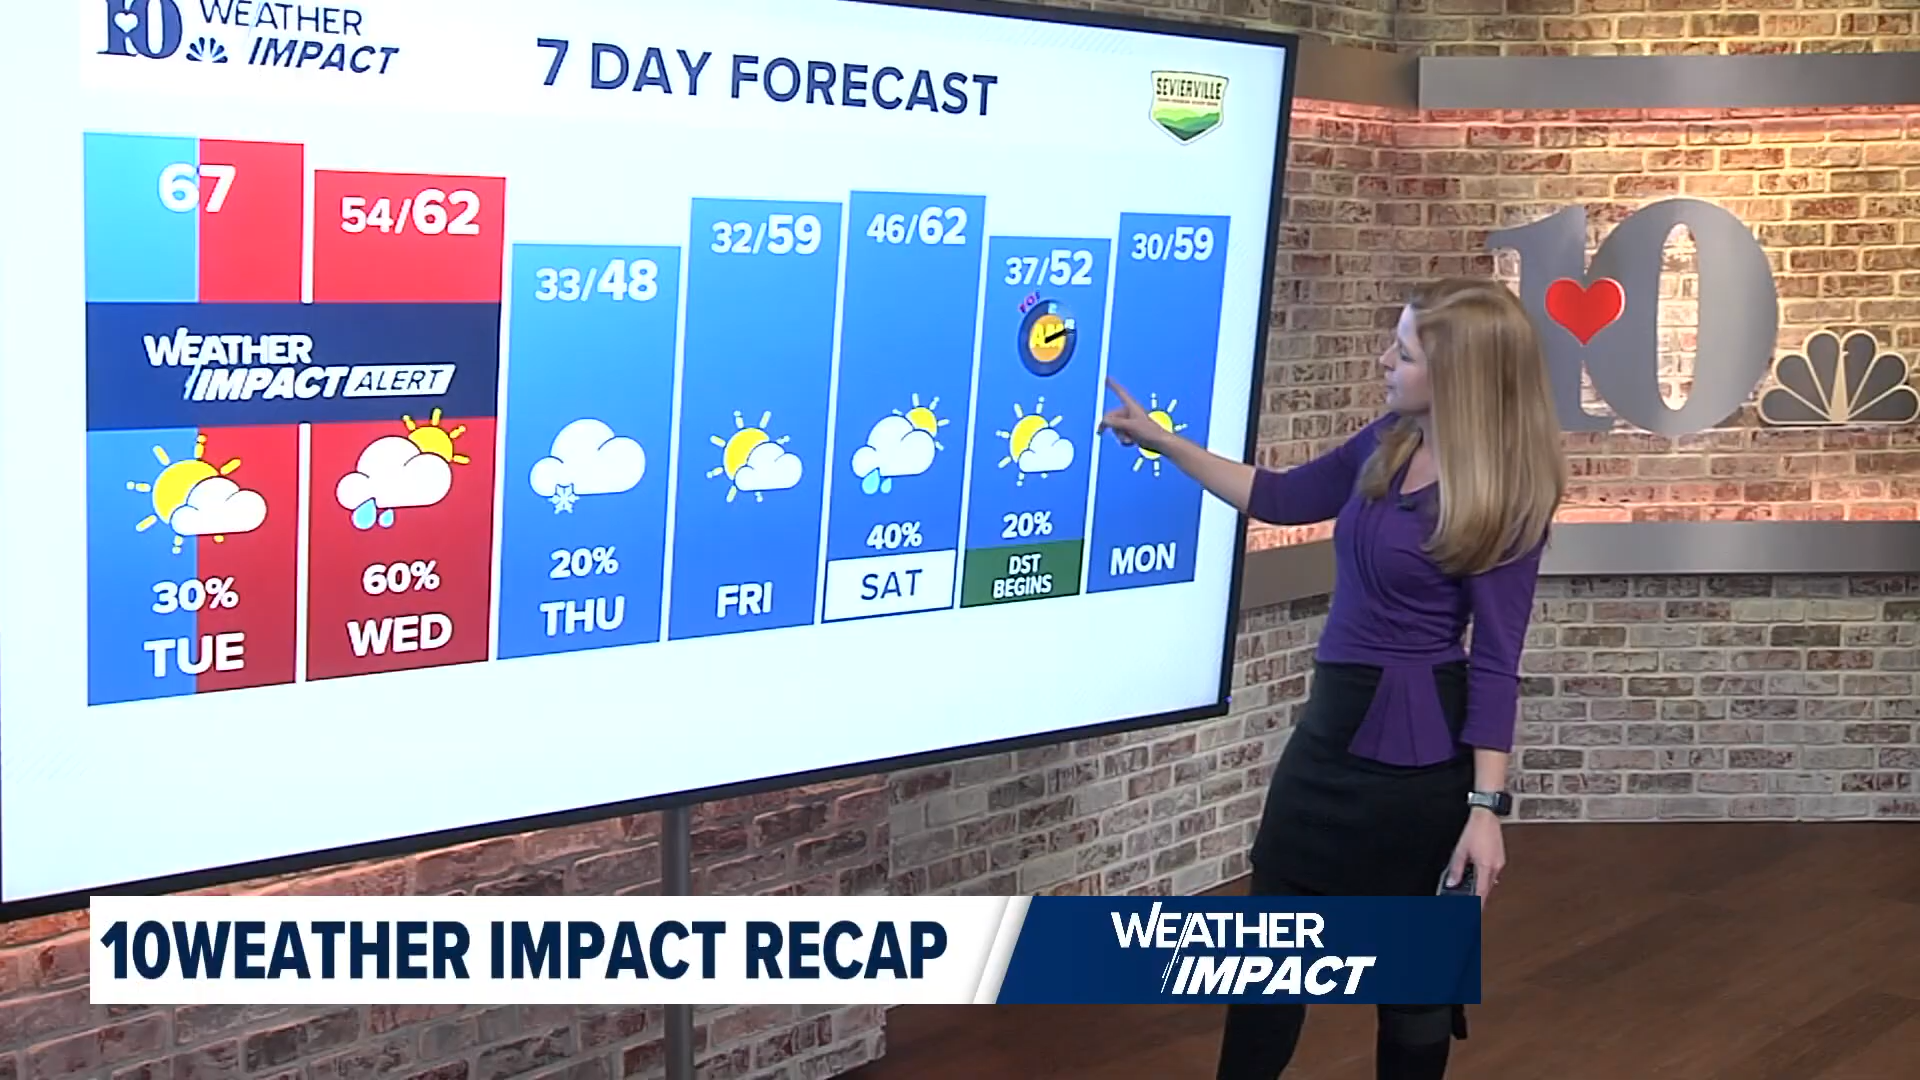 10 WEATHER
IMPACT
7 DAY FORECAST
SEVIERVILLE
67
54/62
33/48
32/59
46/62
37/52
30/59
WEATHER
IMPACT ALERT
30%
60%
20%
40%
20%
TUE
WED
THU
FRI
SAT
DST
BEGINS
MON
10
10WEATHER IMPACT RECAP
WEATHER
IMPACT